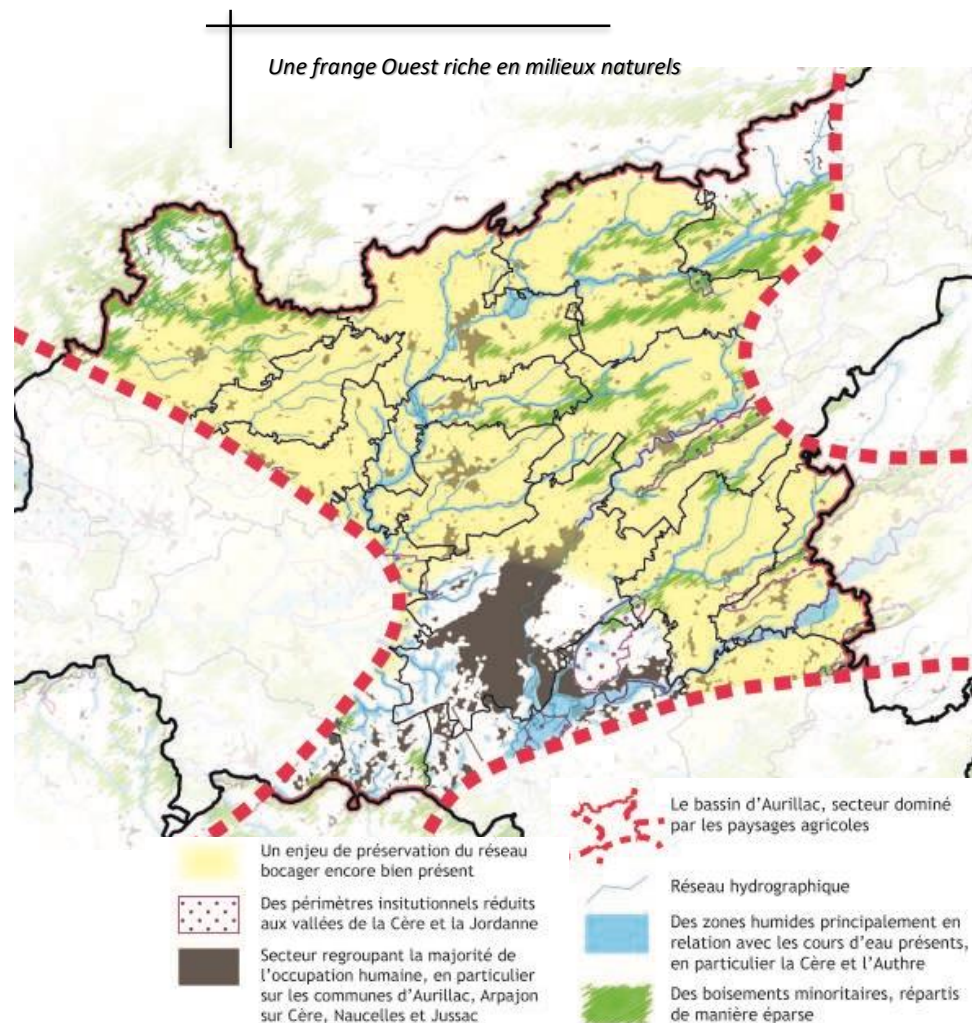 Une frange Ouest riche en milieux naturels
Un enjeu de préservation du réseau
bocager encore bien présent
Des périmètres insitutionnels réduits
aux vallées de la Cère et la Jordanne
Secteur regroupant la majorité de
l'occupation humaine, en particulier
sur les communes d'Aurillac, Arpajon
sur Cère, Naucelles et Jussac
Le bassin d'Aurillac, secteur dominé
par les paysages agricoles
Réseau hydrographique
Des zones humides principalement en
relation avec les cours d'eau présents,
en particulier la Cère et l'Authre
Des boisements minoritaires, répartis
de manière éparse